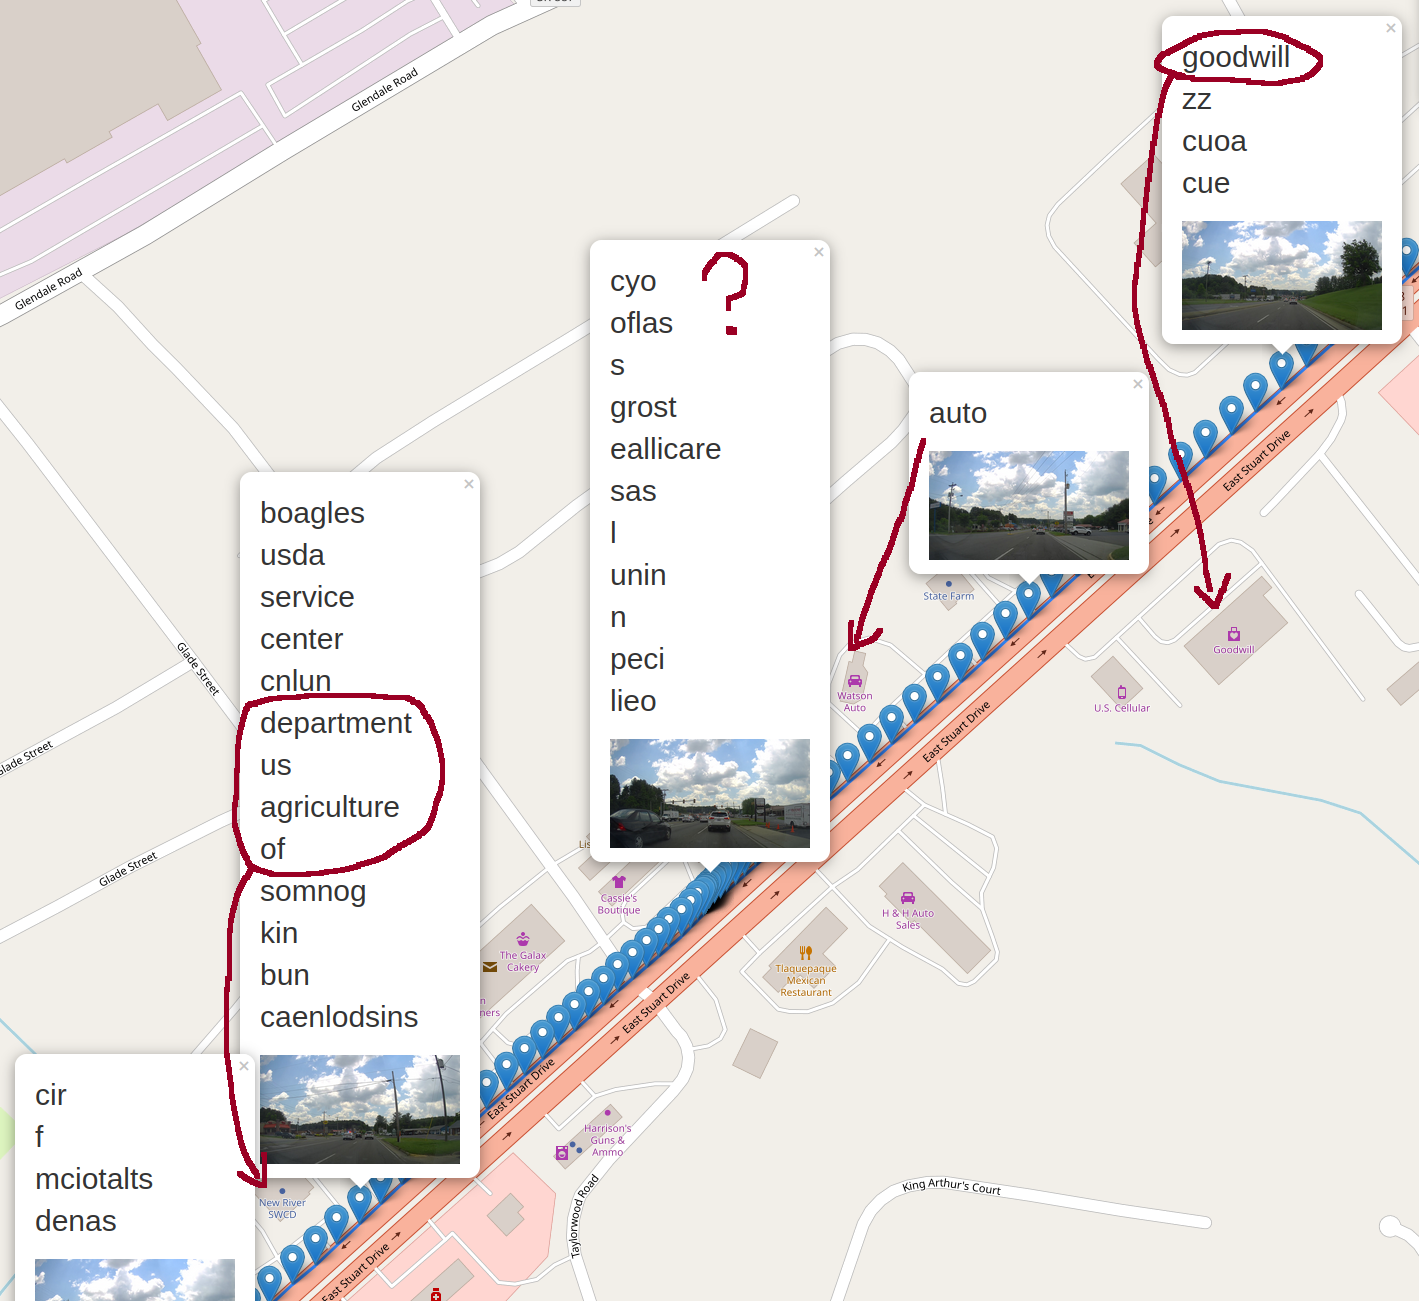 Glendale Road
Glendale Road
goodwill
zz
cuoa
cue
cyo
?
oflas
s
grost
eallicare
sas
l
unin
n
peci
lieo
auto
East Stuart Drive
State Farm
Goodwill
U.S. Cellular
Watson
Auto
East Stuart Drive
boagles
usda
service
center
cnlun
department
us
agriculture
of
somnog
kin
bun
caenlodsins
Glade Street
Glade Street
Glade Street
Cassie's
Boutique
The Galax
Cakery
H & H Auto
Sales
Tlaquepaque
Mexican
Restaurant
East Stuart Drive
East Stuart Drive
Harrison's
Guns &
Ammo
Taylorwood Road
King Arthur's Court
New River
SWCD
East Stuart Drive
cir
f
mciotalts
denas